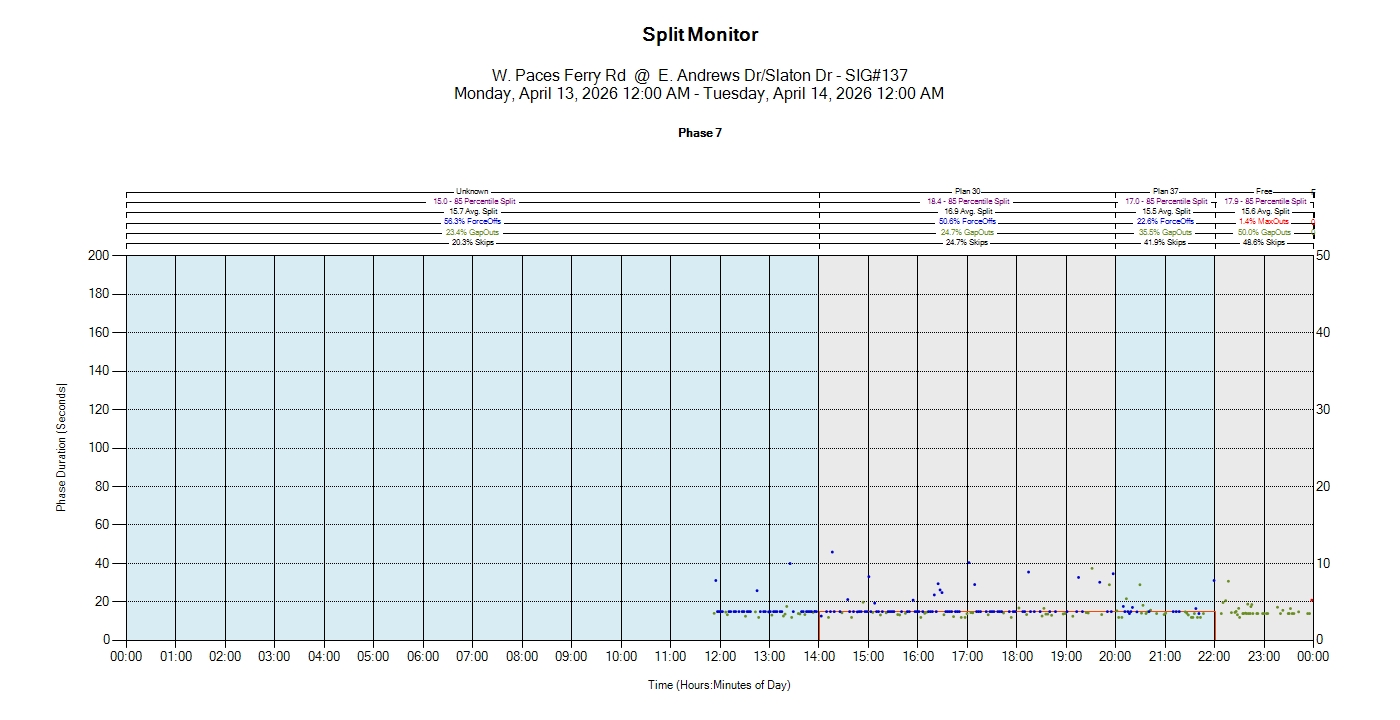 Split Monitor
W. Paces Ferry Rd @ E. Andrews Dr/Slaton Dr - SIG#137
Monday, April 13, 2026 12:00 AM - Tuesday, April 14, 2026 12:00 AM
Phase 7
Unknown Plan 30 Plan 37 Free
15.0 - 85 Percentile Split 18.4 - 85 Percentile Split 17.0 - 85 Percentile Split 17.9 - 85 Percentile Split
15.7 Avg. Split 16.9 Avg. Split 15.5 Avg. Split 15.6 Avg. Split
56.3% ForceOffs 50.6% ForceOffs 22.6% ForceOffs 1.4% MaxOuts
23.4% GapOuts 24.7% GapOuts 35.5% GapOuts 50.0% GapOuts
20.3% Skips 24.7% Skips 41.9% Skips 48.6% Skips
200 50
180
160 40
140
120 30
100
80 20
60
40 10
20
0 0
00:00 01:00 02:00 03:00 04:00 05:00 06:00 07:00 08:00 09:00 10:00 11:00 12:00 13:00 14:00 15:00 16:00 17:00 18:00 19:00 20:00 21:00 22:00 23:00 00:00
Phase Duration (Seconds)
Time (Hours:Minutes of Day)